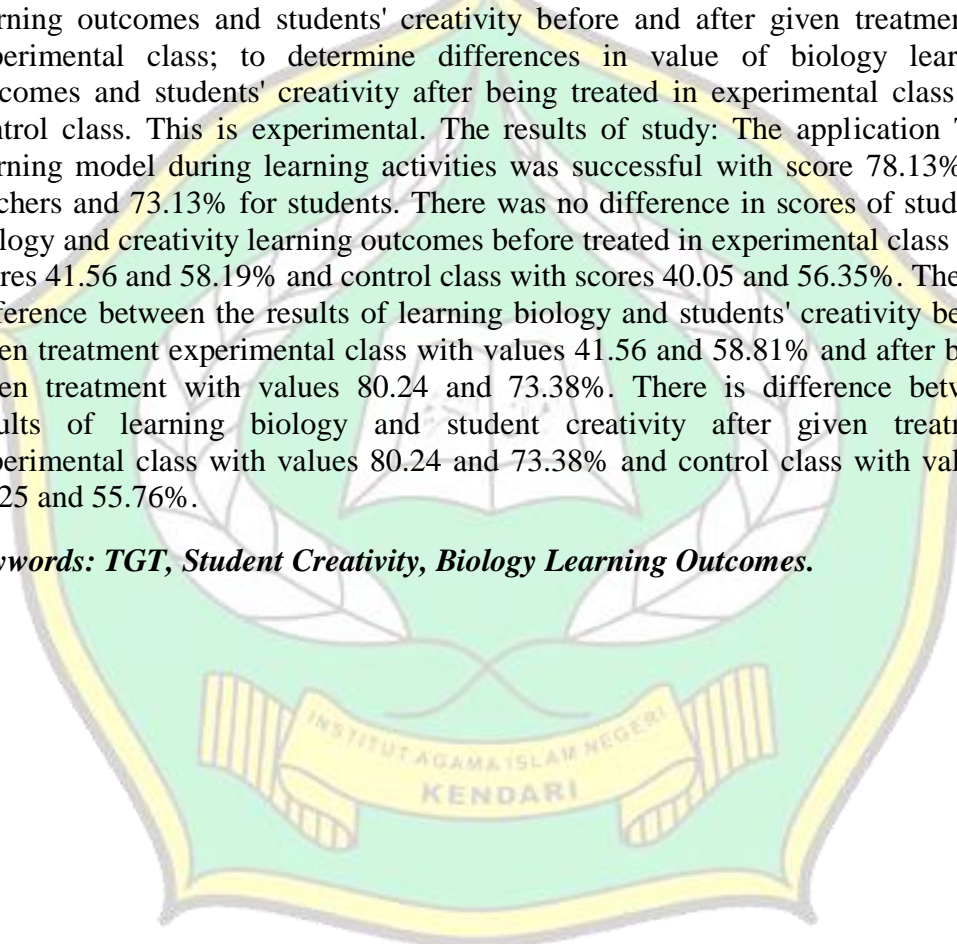 rning outcomes and students' creativity before and after given treatmen
perimental class; to determine differences in value of biology lear
comes and students' creativity after being treated in experimental class
ntrol class. This is experimental. The results of study: The application T
rning model during learning activities was successful with score 78.13%
chers and 73.13% for students. There was no difference in scores of stud
logy and creativity learning outcomes before treated in experimental class
res 41.56 and 58.19% and control class with scores 40.05 and 56.35%. The
ference between the results of learning biology and students' creativity be
en treatment experimental class with values 41.56 and 58.81% and after b
en treatment with values 80.24 and 73.38%. There is difference betw
ults of learning biology and student creativity after given treatm
perimental class with values 80.24 and 73.38% and control class with val
.25 and 55.76%.
ywords: TGT, Student Creativity, Biology Learning Outcomes.
INSTITUT AGAMA ISLAM NEGERI
KENDARI